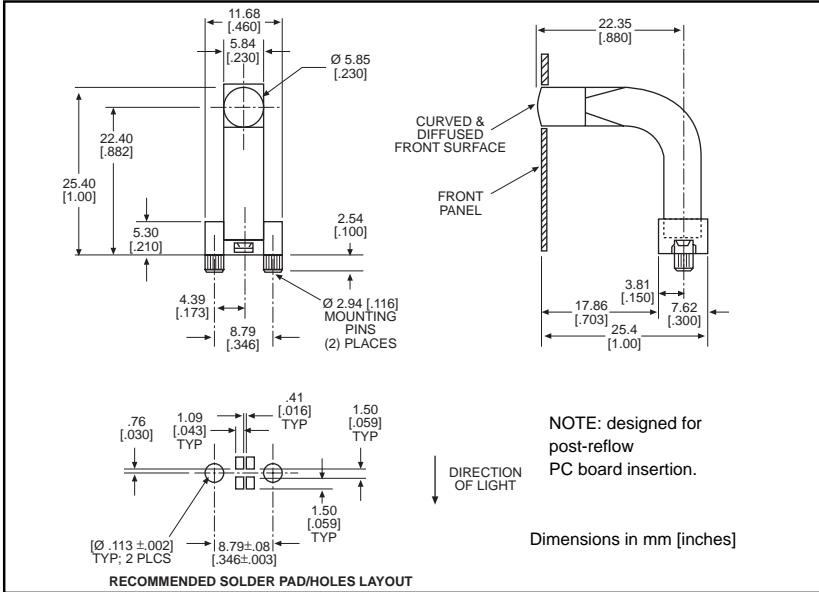 11.68
[.460]
5.84
[.230]
Ø 5.85
.230]
22.40
[.882]
25.40
[1.00]
5.30
[.210]
2.54
[.100]
4.39
[.173]
8.79
[.346]
Ø 2.94 [.116]
MOUNTING
PINS
(2) PLACES
22.35
[.880]
CURVED &
DIFFUSED
FRONT SURFACE
FRONT
PANEL
3.81
[.150]
17.86
[.703]
7.62
[.300]
25.4
[1.00]
.76
[.030]
1.09
[.043]
TYP
.41
[.016]
TYP
1.50
[.059]
TYP
1.50
[.059]
TYP
[Ø .113 ±.002]
TYP; 2 PLCS
8.79±.08
[.346±.003]
DIRECTION
OF LIGHT
NOTE: designed for
post-reflow
PC board insertion.
Dimensions in mm [inches]
RECOMMENDED SOLDER PAD/HOLES LAYOUT